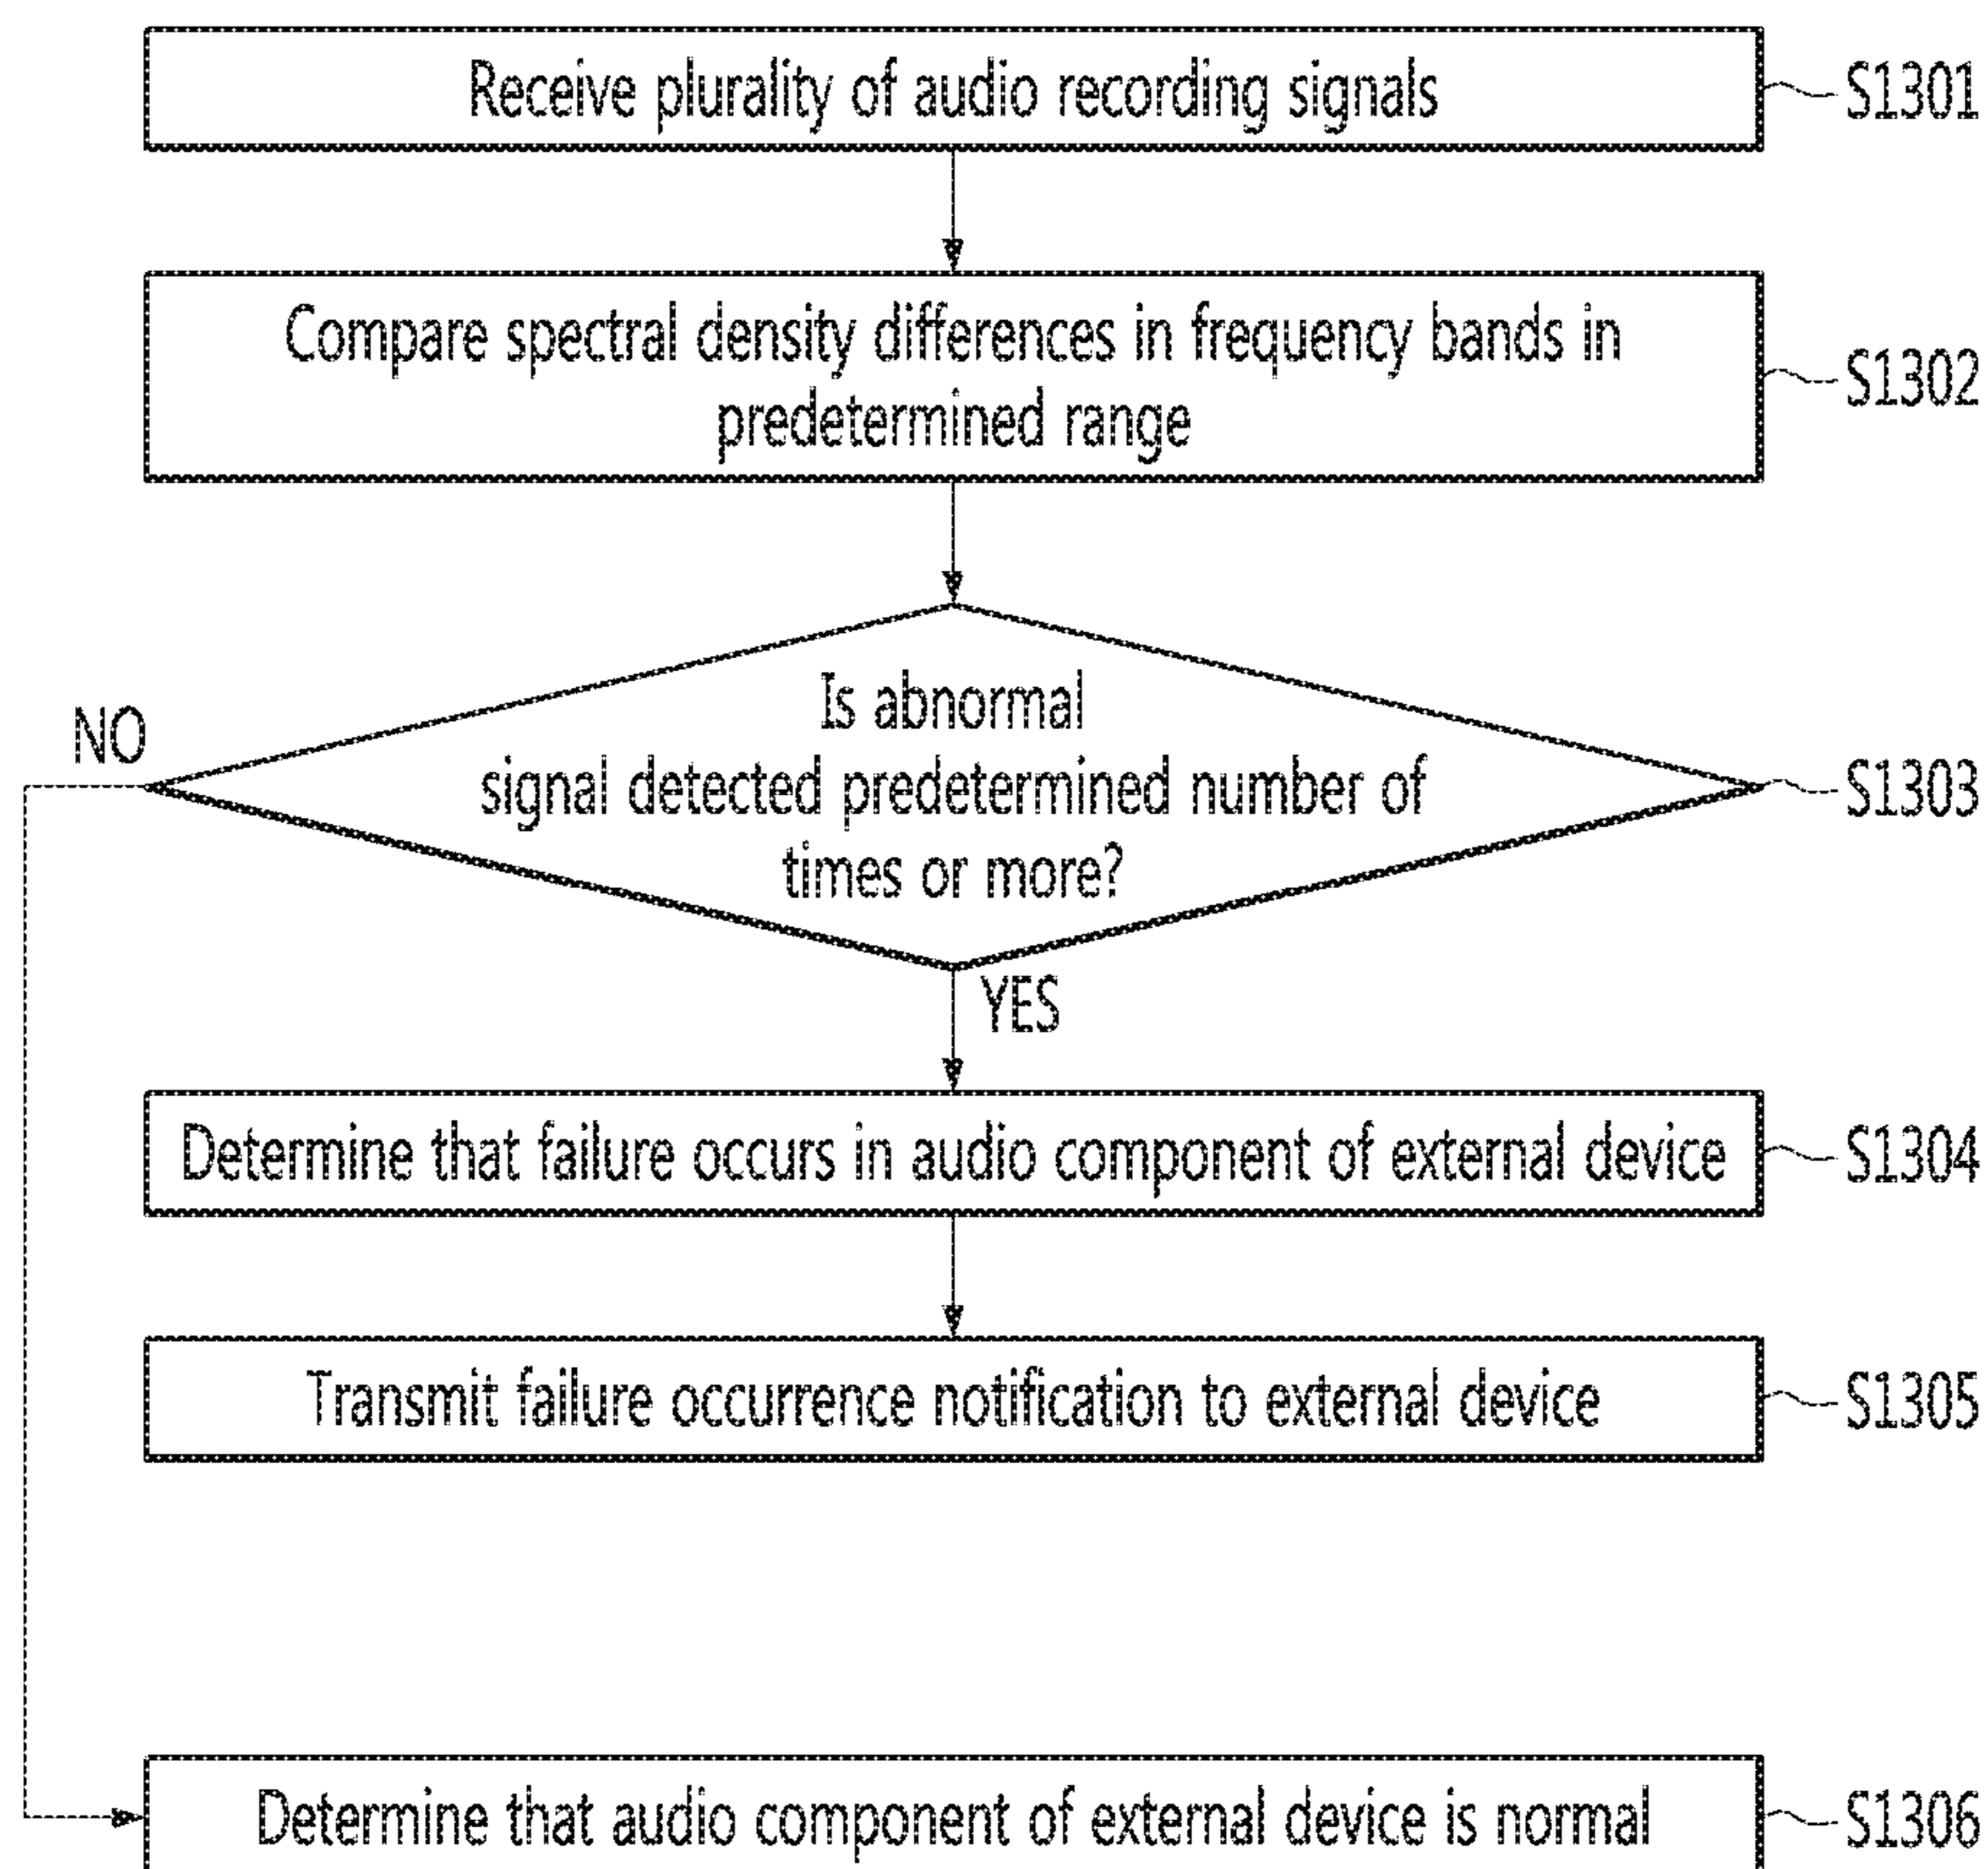 Receive plurality of audio recording signals
S1301
Compare spectral density differences in frequency bands in
predetermined range
S1302
Is abnormal
signal detected predetermined number of
times or more?
S1303
NO
YES
Determine that failure occurs in audio component of external device
S1304
Transmit failure occurrence notification to external device
S1305
Determine that audio component of external device is normal
S1306